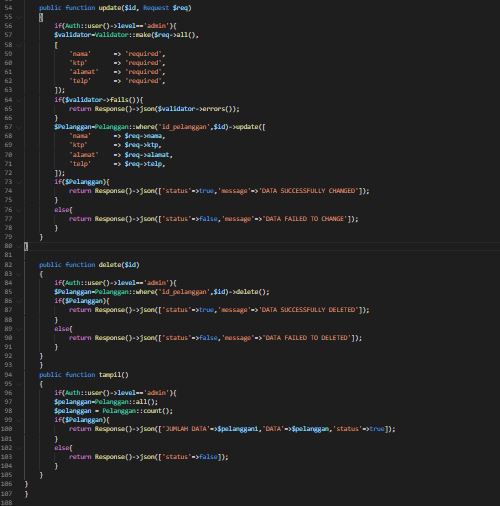 54 public function update($id, Request $req)
55 {
56 if(Auth::user()->level=='admin'){
57 $validator=Validator::make($req->all(),
58 [
59 'nama' => 'required',
60 'ktp' => 'required',
61 'alamat' => 'required',
62 'telp' => 'required',
63 ]);
64 if($validator->fails()){
65 return Response()->json($validator->errors());
66 }
67 $Pelanggan=Pelanggan::where('id_pelanggan',$id)->update([
68 'nama' => $req->nama,
69 'ktp' => $req->ktp,
70 'alamat' => $req->alamat,
71 'telp' => $req->telp,
72 ]);
73 if($Pelanggan){
74 return Response()->json(['status'=>true,'message'=>'DATA SUCCESSFULLY CHANGED']);
75 }
76 else{
77 return Response()->json(['status'=>false,'message'=>'DATA FAILED TO CHANGE']);
78 }
79 }
80 }
81
82 public function delete($id)
83 {
84 if(Auth::user()->level=='admin'){
85 $Pelanggan=Pelanggan::where('id_pelanggan',$id)->delete();
86 if($Pelanggan){
87 return Response()->json(['status'=>true,'message'=>'DATA SUCCESSFULLY DELETED']);
88 }
89 else{
90 return Response()->json(['status'=>false,'message'=>'DATA FAILED TO DELETED']);
91 }
92 }
93 }
94 public function tampil()
95 {
96 if(Auth::user()->level=='admin'){
97 $pelanggan=Pelanggan::all();
98 $pelanggan = Pelanggan::count();
99 if($Pelanggan){
100 return Response()->json(['JUMLAH DATA'=>$pelanggani,'DATA'=>$pelanggan,'status'=>true]);
101 }
102 else{
103 return Response()->json(['status'=>false]);
104 }
105 }
106 }
107 }
108